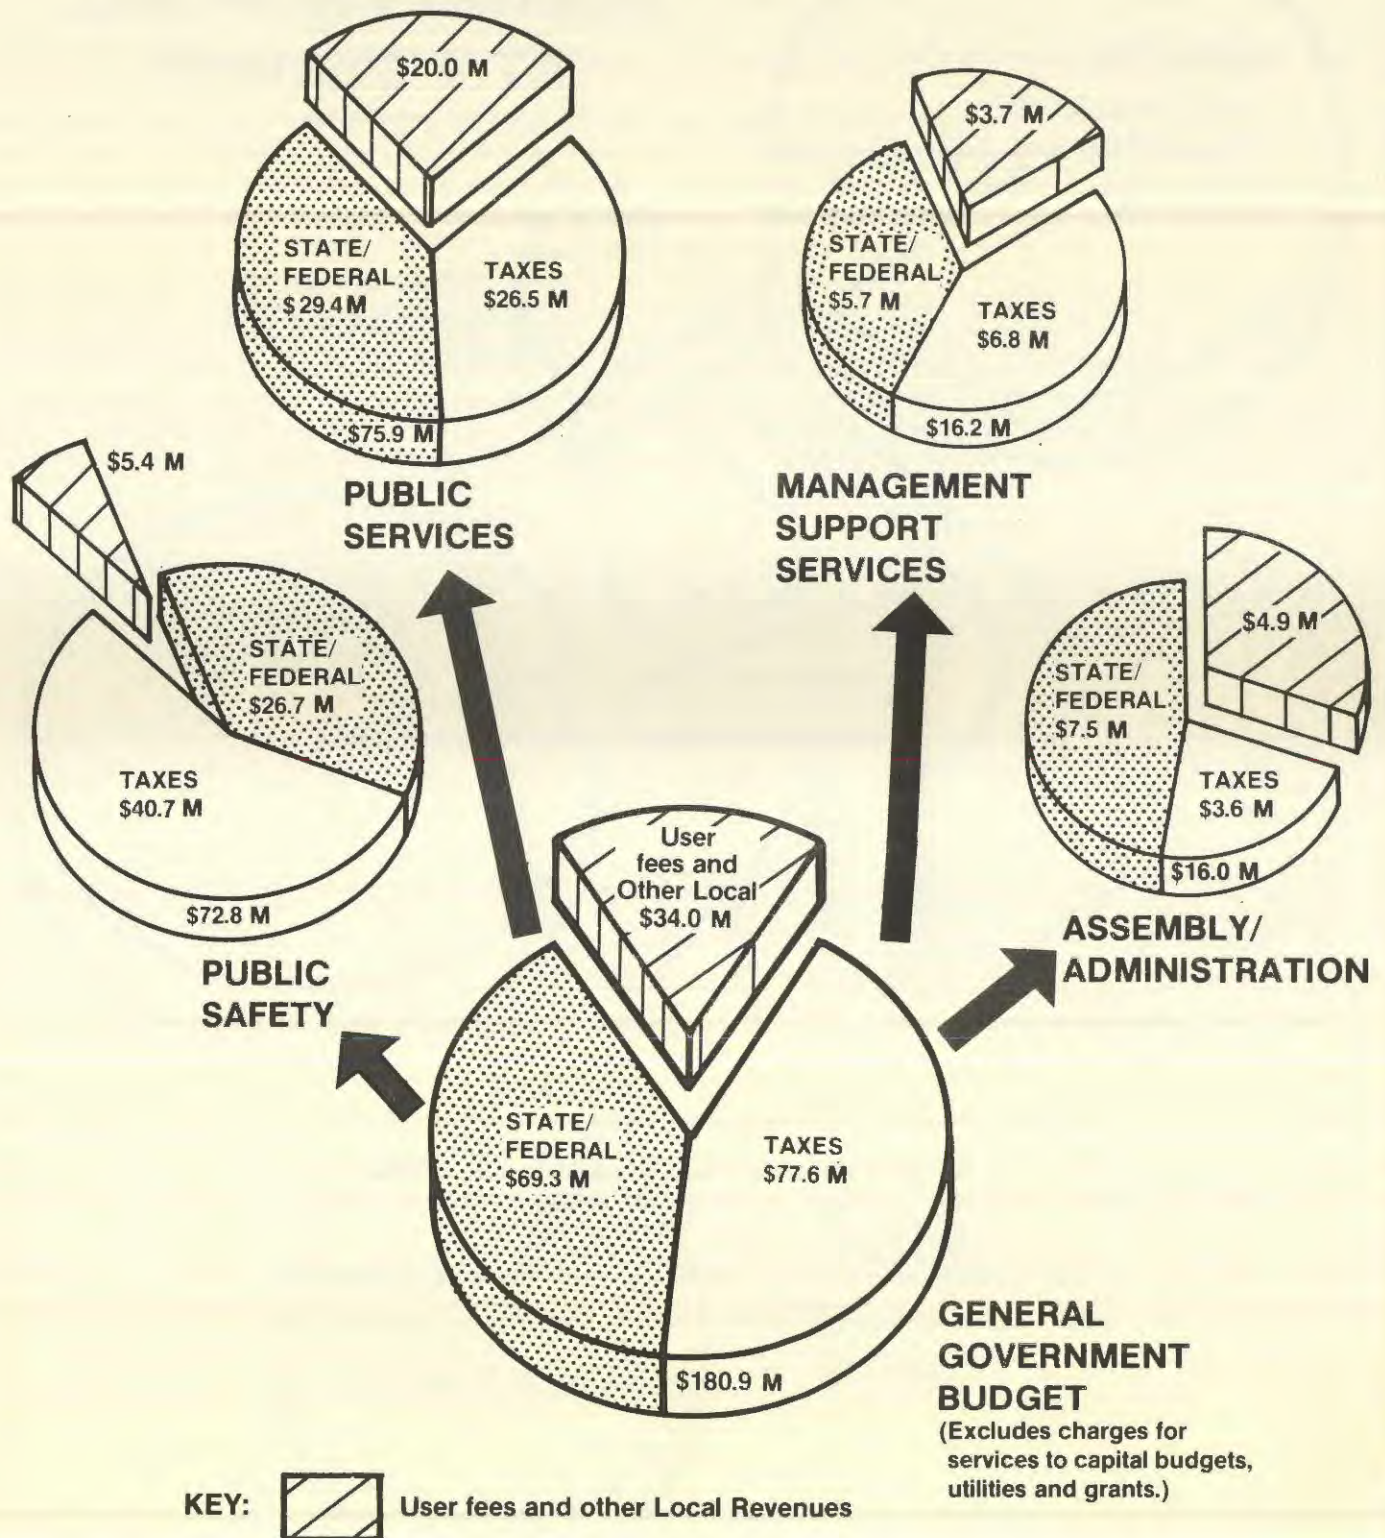 $20.0 M
STATE/
FEDERAL
$29.4 M
TAXES
$26.5 M
$75.9 M
PUBLIC
SERVICES
$3.7 M
STATE/
FEDERAL
$5.7 M
TAXES
$6.8 M
$16.2 M
MANAGEMENT
SUPPORT
SERVICES
$5.4 M
STATE/
FEDERAL
$26.7 M
TAXES
$40.7 M
$72.8 M
PUBLIC
SAFETY
$4.9 M
STATE/
FEDERAL
$7.5 M
TAXES
$3.6 M
$16.0 M
ASSEMBLY/
ADMINISTRATION
User
fees and
Other Local
$34.0 M
STATE/
FEDERAL
$69.3 M
TAXES
$77.6 M
$180.9 M
GENERAL
GOVERNMENT
BUDGET
(Excludes charges for
services to capital budgets,
utilities and grants.)
KEY: User fees and other Local Revenues